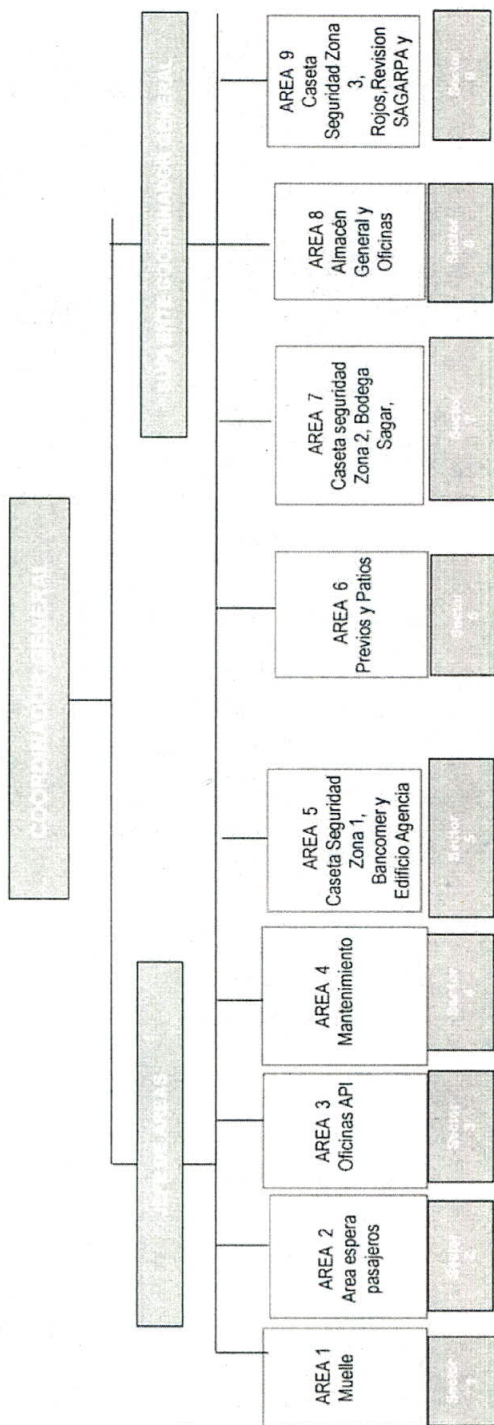 COORDINADOR GENERAL
SUPLENTE COORDINADOR GENERAL
AREAS
AREA 1
Muelle
Sector
1
AREA 2
Area espera
pasajeros
Sector
2
AREA 3
Oficinas API
Sector
3
AREA 4
Mantenimiento
Sector
4
AREA 5
Caseta Seguridad
Zona 1,
Bancomer y
Edificio Agencia
Sector
5
AREA 6
Previos y Patios
Sector
6
AREA 7
Caseta seguridad
Zona 2, Bodega
Sagar,
Sector
7
AREA 8
Almacén
General y
Oficinas
Sector
8
AREA 9
Caseta
Seguridad Zona
3,
Rojos,Revision
SAGARPA y
Sector
9